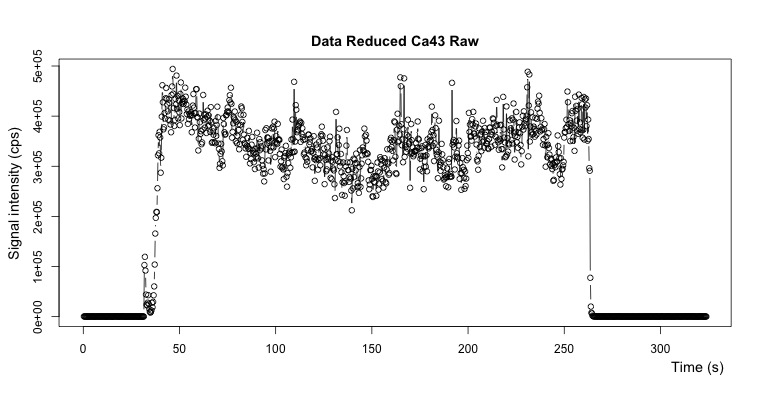 Data Reduced Ca43 Raw
Signal intensity (cps)
5e+05
4e+05
3e+05
2e+05
1e+05
0e+00
0 50 100 150 200 250 300
Time (s)